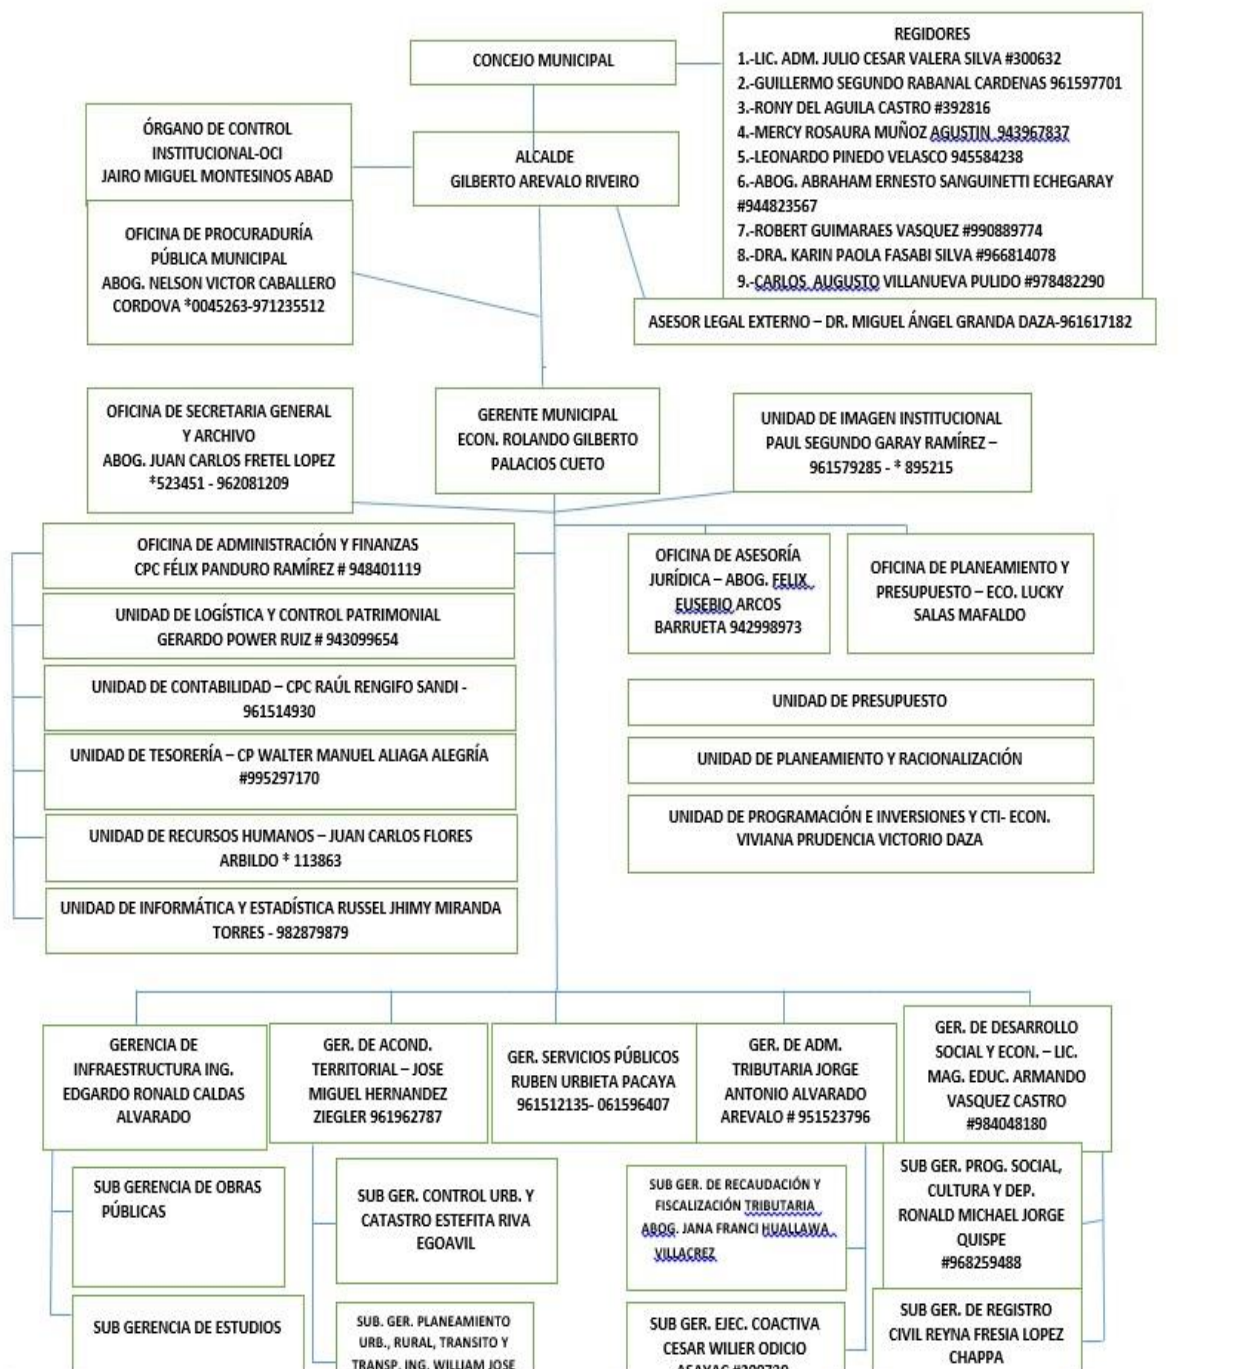 CONCEJO MUNICIPAL
REGIDORES
1.-LIC. ADM. JULIO CESAR VALERA SILVA #300632
2.-GUILLERMO SEGUNDO RABANAL CARDENAS 961597701
3.-RONY DEL AGUILA CASTRO #392816
4.-MERCY ROSAURA MUÑOZ AGUSTIN 943967837
5.-LEONARDO PINEDO VELASCO 945584238
6.-ABOG. ABRAHAM ERNESTO SANGUINETTI ECHEGARAY
#944823567
7.-ROBERT GUIMARAES VASQUEZ #990889774
8.-DRA. KARIN PAOLA FASABI SILVA #966814078
9.-CARLOS AUGUSTO VILLANUEVA PULIDO #978482290
ÓRGANO DE CONTROL
INSTITUCIONAL-OCI
JAIRO MIGUEL MONTESINOS ABAD
ALCALDE
GILBERTO AREVALO RIVEIRO
OFICINA DE PROCURADURÍA
PÚBLICA MUNICIPAL
ABOG. NELSON VICTOR CABALLERO
CORDOVA *0045263-971235512
ASESOR LEGAL EXTERNO – DR. MIGUEL ÁNGEL GRANDA DAZA-961617182
OFICINA DE SECRETARIA GENERAL
Y ARCHIVO
ABOG. JUAN CARLOS FRETEL LOPEZ
*523451 - 962081209
GERENTE MUNICIPAL
ECON. ROLANDO GILBERTO
PALACIOS CUETO
UNIDAD DE IMAGEN INSTITUCIONAL
PAUL SEGUNDO GARAY RAMÍREZ –
961579285 - * 895215
OFICINA DE ADMINISTRACIÓN Y FINANZAS
CPC FÉLIX PANDURO RAMÍREZ # 948401119
UNIDAD DE LOGÍSTICA Y CONTROL PATRIMONIAL
GERARDO POWER RUIZ # 943099654
UNIDAD DE CONTABILIDAD – CPC RAÚL RENGIFO SANDI -
961514930
UNIDAD DE TESORERÍA – CP WALTER MANUEL ALIAGA ALEGRÍA
#995297170
UNIDAD DE RECURSOS HUMANOS – JUAN CARLOS FLORES
ARBILDO * 113863
UNIDAD DE INFORMÁTICA Y ESTADÍSTICA RUSSEL JHIMY MIRANDA
TORRES - 982879879
OFICINA DE ASESORÍA
JURÍDICA – ABOG. FELIX
EUSEBIO ARCOS
BARRUETA 942998973
OFICINA DE PLANEAMIENTO Y
PRESUPUESTO – ECO. LUCKY
SALAS MAFALDO
UNIDAD DE PRESUPUESTO
UNIDAD DE PLANEAMIENTO Y RACIONALIZACIÓN
UNIDAD DE PROGRAMACIÓN E INVERSIONES Y CTI- ECON.
VIVIANA PRUDENCIA VICTORIO DAZA
GERENCIA DE
INFRAESTRUCTURA ING.
EDGARDO RONALD CALDAS
ALVARADO
GER. DE ACOND.
TERRITORIAL – JOSE
MIGUEL HERNANDEZ
ZIEGLER 961962787
GER. SERVICIOS PÚBLICOS
RUBEN URBIETA PACAYA
961512135- 061596407
GER. DE ADM.
TRIBUTARIA JORGE
ANTONIO ALVARADO
AREVALO # 951523796
GER. DE DESARROLLO
SOCIAL Y ECON. – LIC.
MAG. EDUC. ARMANDO
VASQUEZ CASTRO
#984048180
SUB GERENCIA DE OBRAS
PÚBLICAS
SUB GER. CONTROL URB. Y
CATASTRO ESTEFITA RIVA
EGOAVIL
SUB GER. DE RECAUDACIÓN Y
FISCALIZACIÓN TRIBUTARIA
ABOG. JANA FRANCI HUALLAWA
VILLACREZ
SUB GER. PROG. SOCIAL,
CULTURA Y DEP.
RONALD MICHAEL JORGE
QUISPE
#968259488
SUB GERENCIA DE ESTUDIOS
SUB. GER. PLANEAMIENTO
URB., RURAL, TRANSITO Y
TRANSP. ING. WILLIAM JOSE
SUB GER. EJEC. COACTIVA
CESAR WILIER ODICIO
SUB GER. DE REGISTRO
CIVIL REYNA FRESIA LOPEZ
CHAPPA